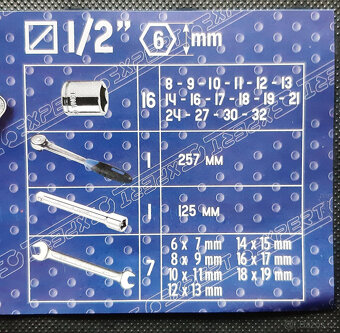 1/2" 6 mm
16 8 - 9 - 10 - 11 - 12 - 13
14 - 16 - 17 - 18 - 19 - 21
24 - 27 - 30 - 32
1 257 MM
1 125 MM
7
6 x 7 mm 14 x 15 mm
8 x 9 mm 16 x 17 mm
10 x 11 mm 18 x 19 mm
12 x 13 mm
EXPERT